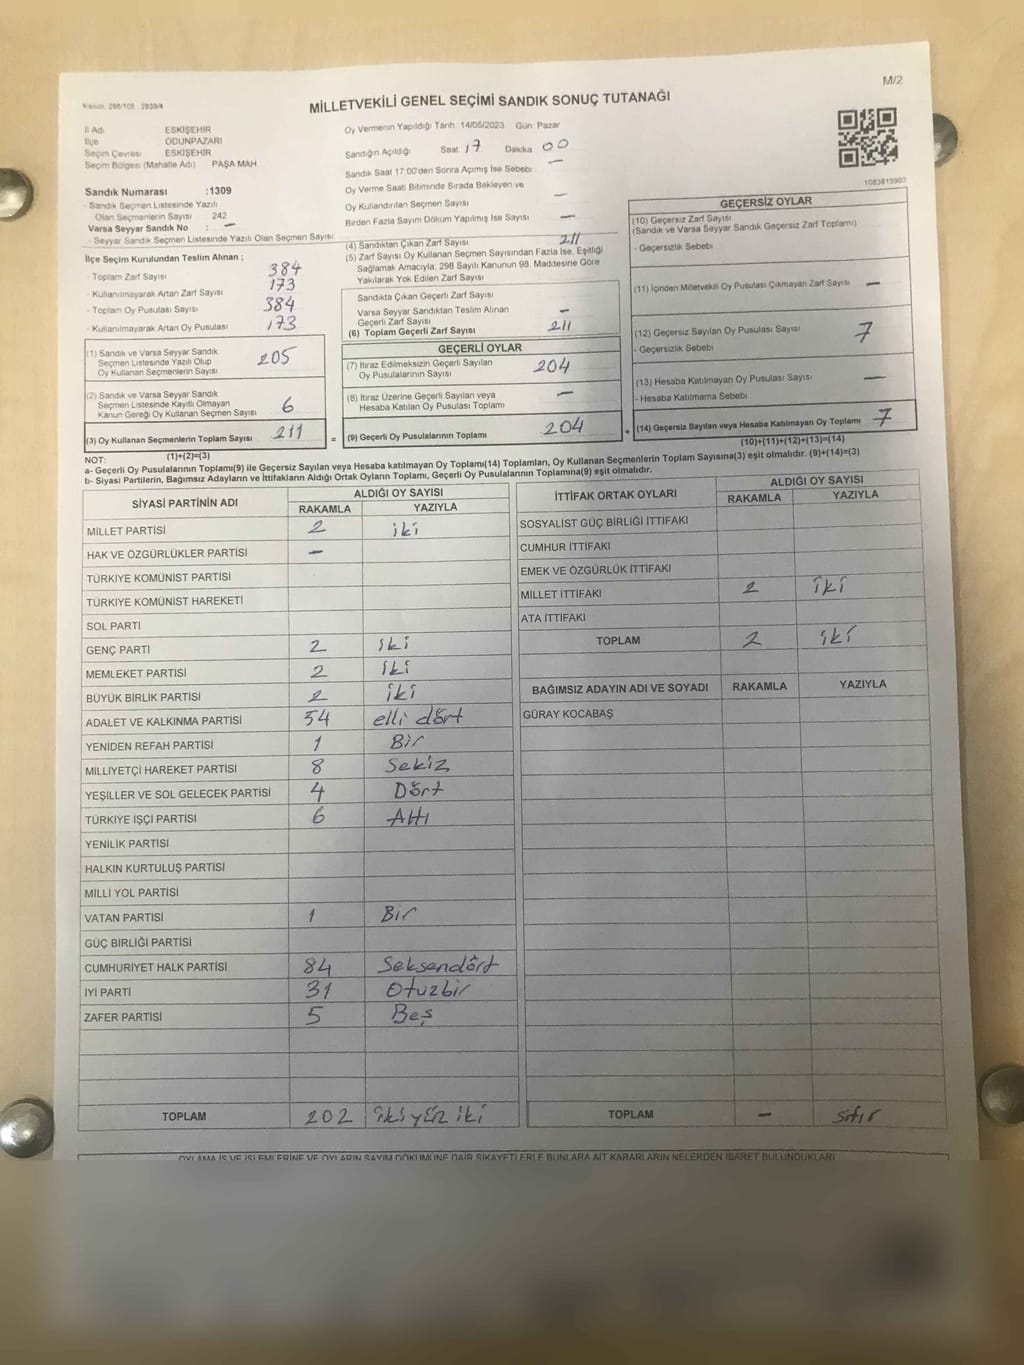 M/2
Kanun: 298/105 , 2839/4
MİLLETVEKİLİ GENEL SEÇİMİ SANDIK SONUÇ TUTANAĞI
İl Adı ESKİŞEHİR
İlçe ODUNPAZARI
Seçim Çevresi ESKİŞEHİR
Seçim Bölgesi (Mahalle Adı) PAŞA MAH
Sandık Numarası :1309
- Sandık Seçmen Listesinde Yazılı
Olan Seçmenlerin Sayısı 242
Varsa Seyyar Sandık No : –
- Seyyar Sandık Seçmen Listesinde Yazılı Olan Seçmen Sayısı
İlçe Seçim Kurulundan Teslim Alınan ;
- Toplam Zarf Sayısı 384
- Kullanılmayarak Artan Zarf Sayısı 173
- Toplam Oy Pusulası Sayısı 384
- Kullanılmayarak Artan Oy Pusulası 173
(1) Sandık ve Varsa Seyyar Sandık
Seçmen Listesinde Yazılı Olup
Oy Kullanan Seçmenlerin Sayısı 205
(2) Sandık ve Varsa Seyyar Sandık
Seçmen Listesinde Kayıtlı Olmayan
Kanun Gereği Oy Kullanan Seçmen Sayısı 6
(3) Oy Kullanan Seçmenlerin Toplam Sayısı 211
(1)+(2)=(3)
Oy Vermenin Yapıldığı Tarih :14/05/2023 Gün: Pazar
Sandığın Açıldığı Saat 17 Dakika 00
Sandık Saat 17:00'den Sonra Açılmış İse Sebebi –
Oy Verme Saati Bitiminde Sırada Bekleyen ve
Oy Kullandırılan Seçmen Sayısı –
Birden Fazla Sayım Döküm Yapılmış İse Sayısı –
(4) Sandıktan Çıkan Zarf Sayısı 211
(5) Zarf Sayısı Oy Kullanan Seçmen Sayısından Fazla İse, Eşitliği
Sağlamak Amacıyla, 298 Sayılı Kanunun 98. Maddesine Göre
Yakılarak Yok Edilen Zarf Sayısı
Sandıkta Çıkan Geçerli Zarf Sayısı –
Varsa Seyyar Sandıktan Teslim Alınan
Geçerli Zarf Sayısı
(6) Toplam Geçerli Zarf Sayısı 211
GEÇERLİ OYLAR
(7) İtiraz Edilmeksizin Geçerli Sayılan
Oy Pusulalarının Sayısı 204
(8) İtiraz Üzerine Geçerli Sayılan veya
Hesaba Katılan Oy Pusulası Toplamı –
= (9) Geçerli Oy Pusulalarının Toplamı 204 +
1083815903
GEÇERSİZ OYLAR
(10) Geçersiz Zarf Sayısı
(Sandık ve Varsa Seyyar Sandık Geçersiz Zarf Toplamı)
- Geçersizlik Sebebi
(11) İçinden Milletvekili Oy Pusulası Çıkmayan Zarf Sayısı –
(12) Geçersiz Sayılan Oy Pusulası Sayısı 7
- Geçersizlik Sebebi
(13) Hesaba Katılmayan Oy Pusulası Sayısı –
- Hesaba Katılmama Sebebi
(14) Geçersiz Sayılan veya Hesaba Katılmayan Oy Toplamı 7
(10)+(11)+(12)+(13)=(14)
NOT:
a- Geçerli Oy Pusulalarının Toplamı(9) ile Geçersiz Sayılan veya Hesaba katılmayan Oy Toplamı(14) Toplamları, Oy Kullanan Seçmenlerin Toplam Sayısına(3) eşit olmalıdır. (9)+(14)=(3)
b- Siyasi Partilerin, Bağımsız Adayların ve İttifakların Aldığı Ortak Oyların Toplamı, Geçerli Oy Pusulalarının Toplamına(9) eşit olmalıdır.
SİYASİ PARTİNİN ADI ALDIĞI OY SAYISI
RAKAMLA YAZIYLA
MİLLET PARTİSİ 2 iki
HAK VE ÖZGÜRLÜKLER PARTİSİ –
TÜRKİYE KOMÜNİST PARTİSİ
TÜRKİYE KOMÜNİST HAREKETİ
SOL PARTİ
GENÇ PARTİ 2 iki
MEMLEKET PARTİSİ 2 iki
BÜYÜK BİRLİK PARTİSİ 2 iki
ADALET VE KALKINMA PARTİSİ 54 elli dört
YENİDEN REFAH PARTİSİ 1 Bir
MİLLİYETÇİ HAREKET PARTİSİ 8 Sekiz
YEŞİLLER VE SOL GELECEK PARTİSİ 4 Dört
TÜRKİYE İŞÇİ PARTİSİ 6 Altı
YENİLİK PARTİSİ
HALKIN KURTULUŞ PARTİSİ
MİLLİ YOL PARTİSİ
VATAN PARTİSİ 1 Bir
GÜÇ BİRLİĞİ PARTİSİ
CUMHURİYET HALK PARTİSİ 84 Seksendört
İYİ PARTİ 31 Otuzbir
ZAFER PARTİSİ 5 Beş
TOPLAM 202 iki yüz iki
İTTİFAK ORTAK OYLARI ALDIĞI OY SAYISI
RAKAMLA YAZIYLA
SOSYALİST GÜÇ BİRLİĞİ İTTİFAKI
CUMHUR İTTİFAKI
EMEK VE ÖZGÜRLÜK İTTİFAKI
MİLLET İTTİFAKI 2 iki
ATA İTTİFAKI
TOPLAM 2 iki
BAĞIMSIZ ADAYIN ADI VE SOYADI RAKAMLA YAZIYLA
GÜRAY KOCABAŞ
TOPLAM – sıfır
OYLAMA İŞ VE İŞLEMLERİNE VE OYLARIN SAYIM DÖKÜMÜNE DAİR ŞİKAYETLERLE BUNLARA AİT KARARLARIN NELERDEN İBARET BULUNDUKLARI